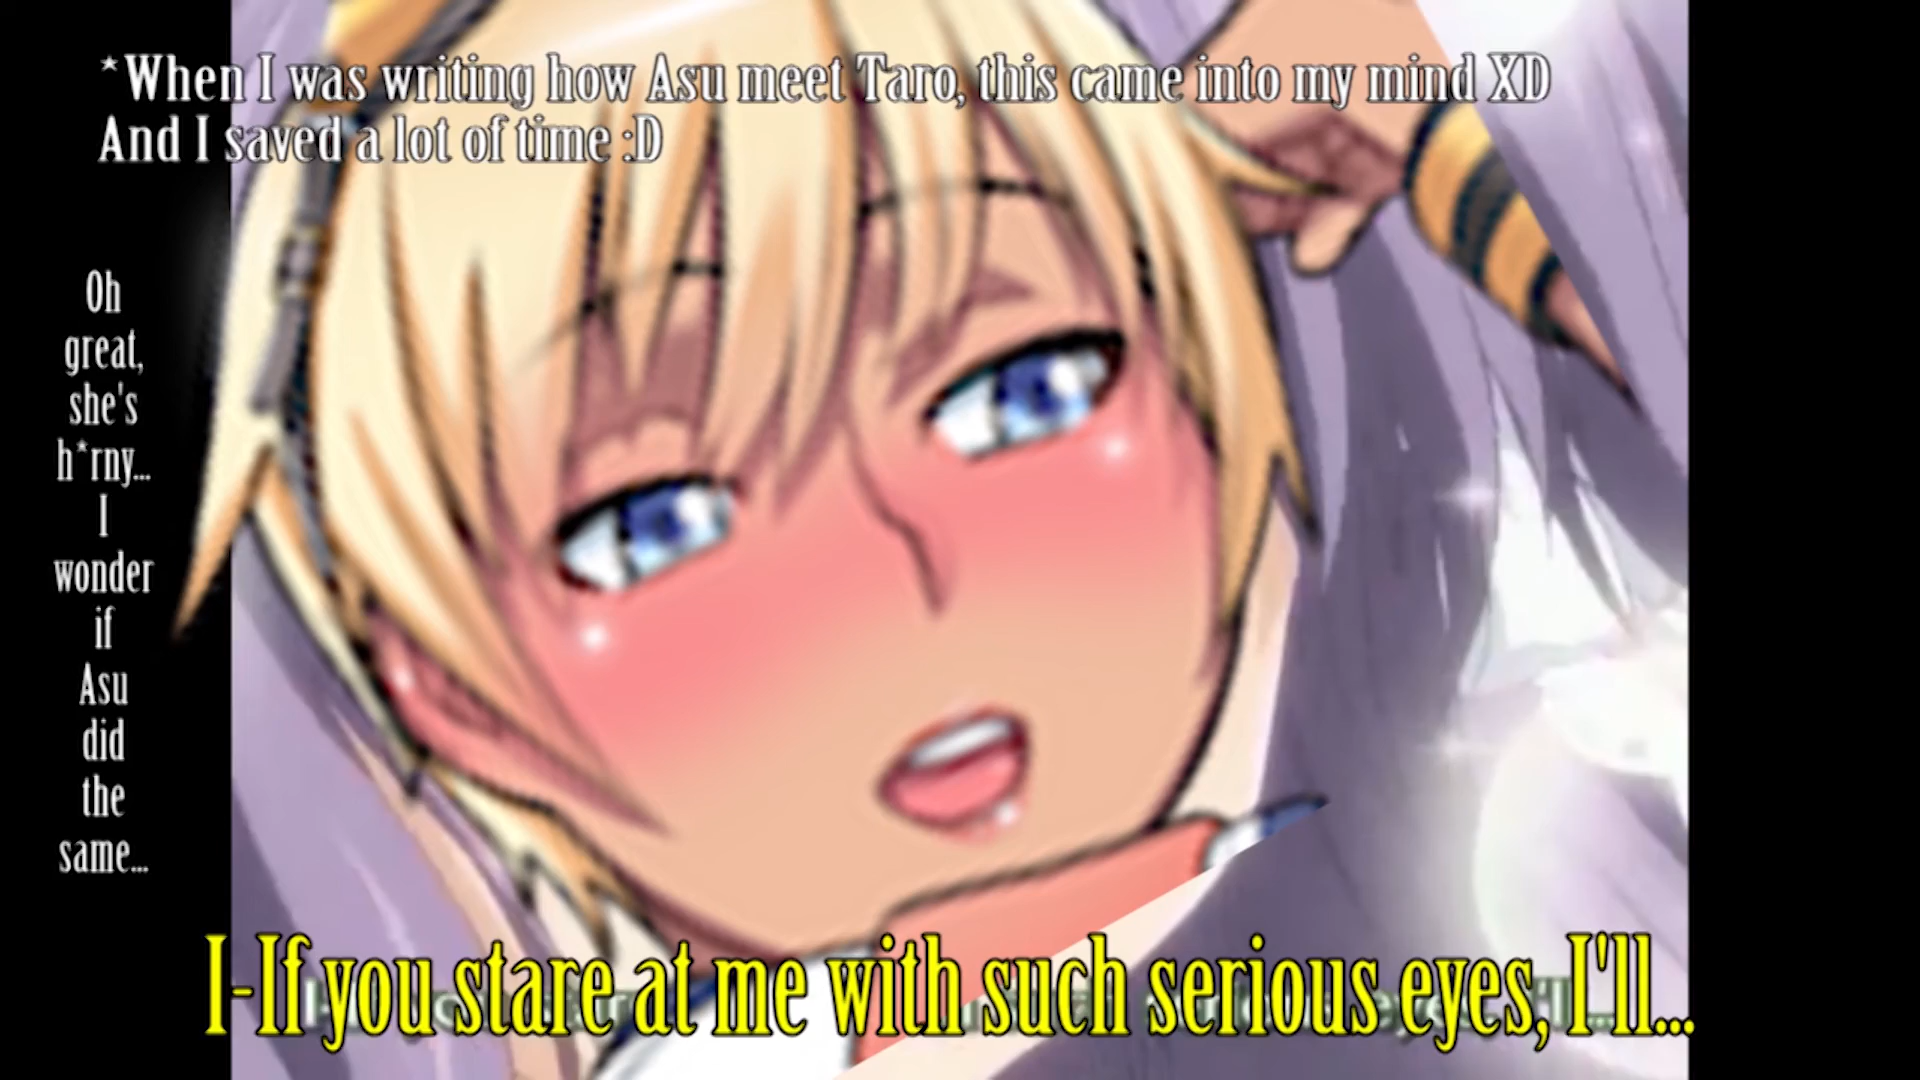 *When I was writing how Asu meet Taro, this came into my mind XD
And I saved a lot of time :D
Oh
great,
she's
h*rny...
I
wonder
if
Asu
did
the
same...
I-If you stare at me with such serious eyes, I'll...